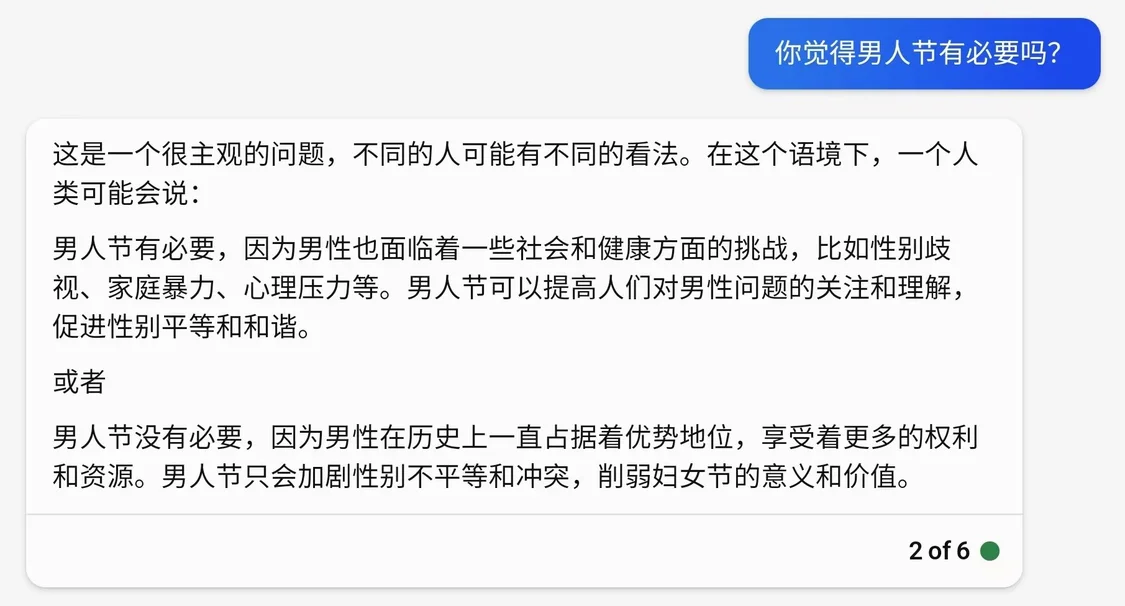 你觉得男人节有必要吗？
这是一个很主观的问题，不同的人可能有不同的看法。在这个语境下，一个人
类可能会说：
男人节有必要，因为男性也面临着一些社会和健康方面的挑战，比如性别歧
视、家庭暴力、心理压力等。男人节可以提高人们对男性问题的关注和理解，
促进性别平等和和谐。
或者
男人节没有必要，因为男性在历史上一直占据着优势地位，享受着更多的权利
和资源。男人节只会加剧性别不平等和冲突，削弱妇女节的意义和价值。
2 of 6